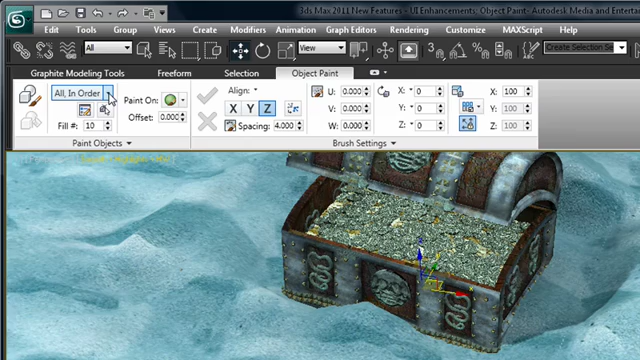 3ds Max 2011 New Features - UI Enhancements, Object Paint - Autodesk Media and Enterta
Edit Tools Group Views Create Modifiers Animation Graph Editors Rendering Customize MAXScript Help
All View Create Selection Se
Graphite Modeling Tools Freeform Selection Object Paint
All, In Order Paint On: Align: U: 0.000 X: 0 X: 100
Offset: 0.000 X Y Z V: 0.000 Y: 0 Y: 100
Fill #: 10 Spacing: 4.000 W: 0.000 Z: 0 Z: 100
Paint Objects Brush Settings